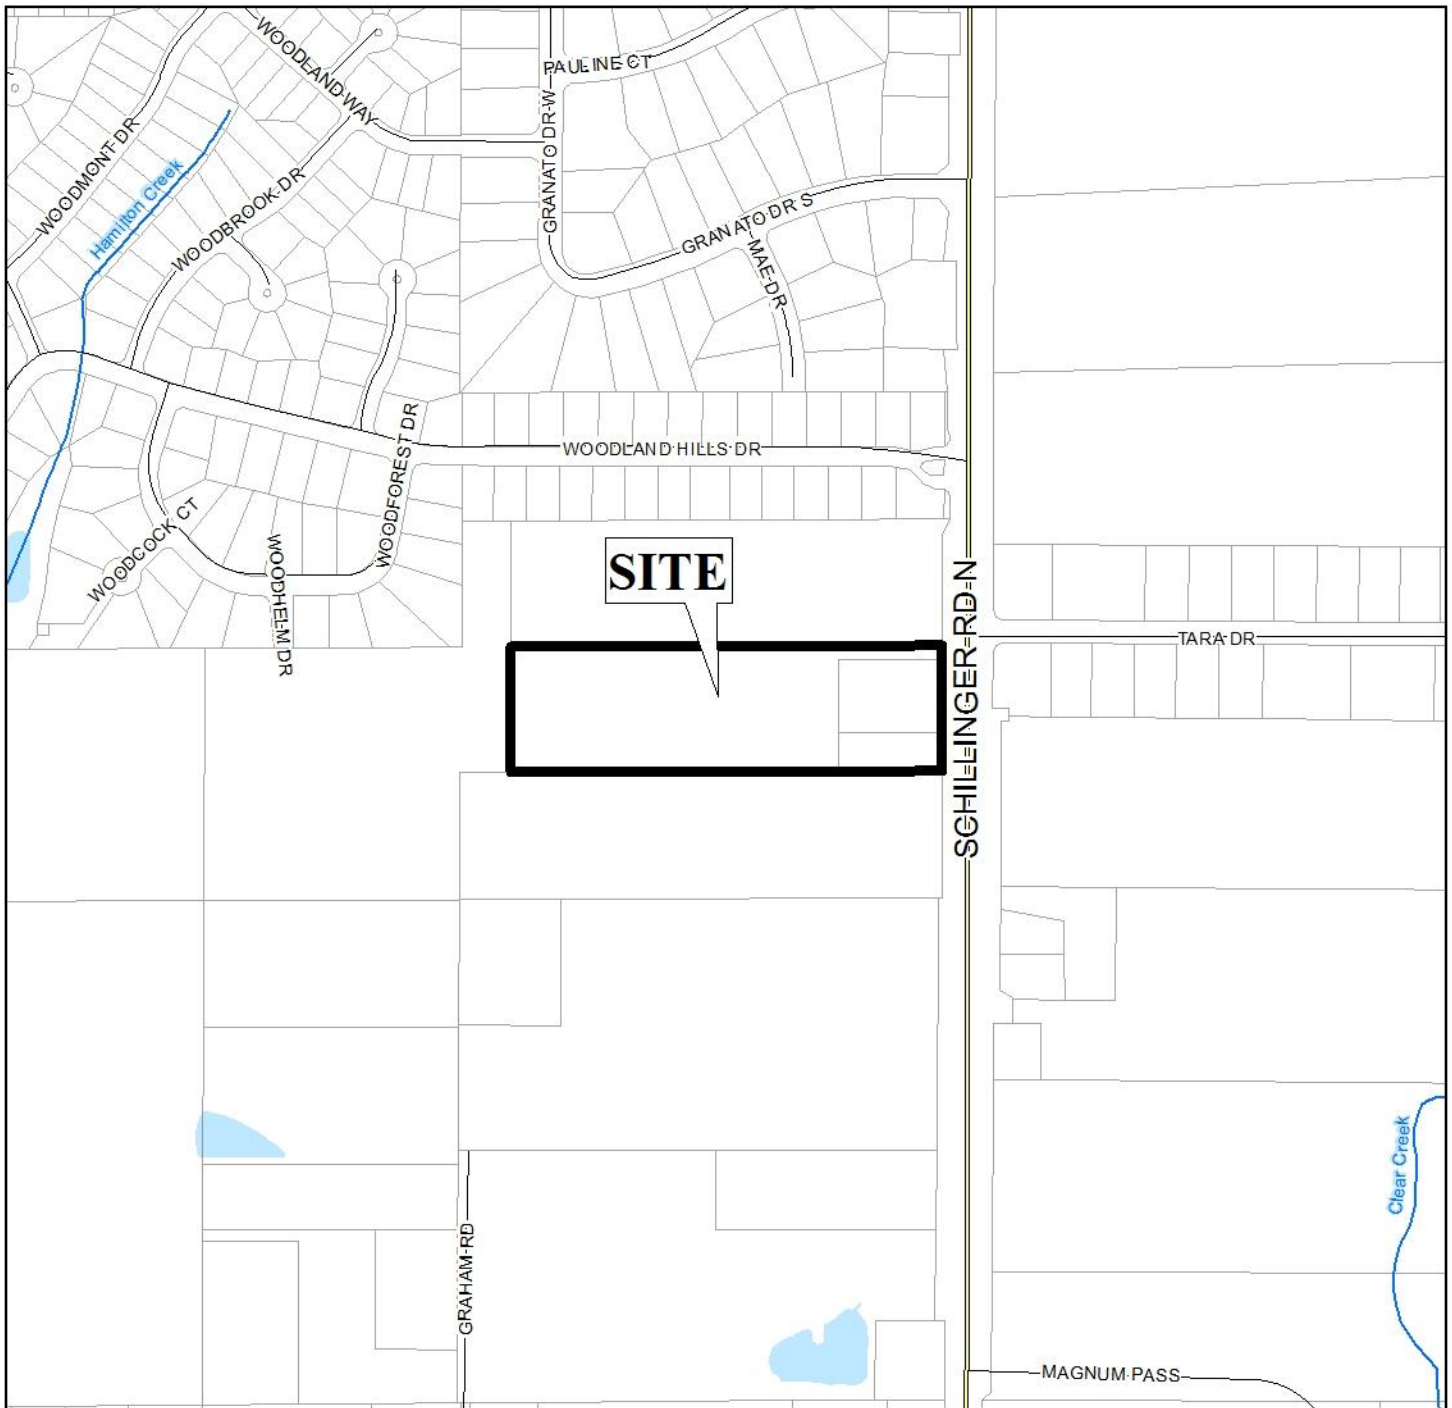 WOODLAND WAY
PAULINE CT
WOODMONT DR
Hamilton Creek
WOODBROOK DR
GRANATO DR W
GRANATO DR S
MAE DR
WOODLAND HILLS DR
WOODFOREST DR
WOODCOCK CT
WOODHELM DR
SITE
SCHILLINGER RD N
TARA DR
Clear Creek
GRAHAM RD
MAGNUM PASS